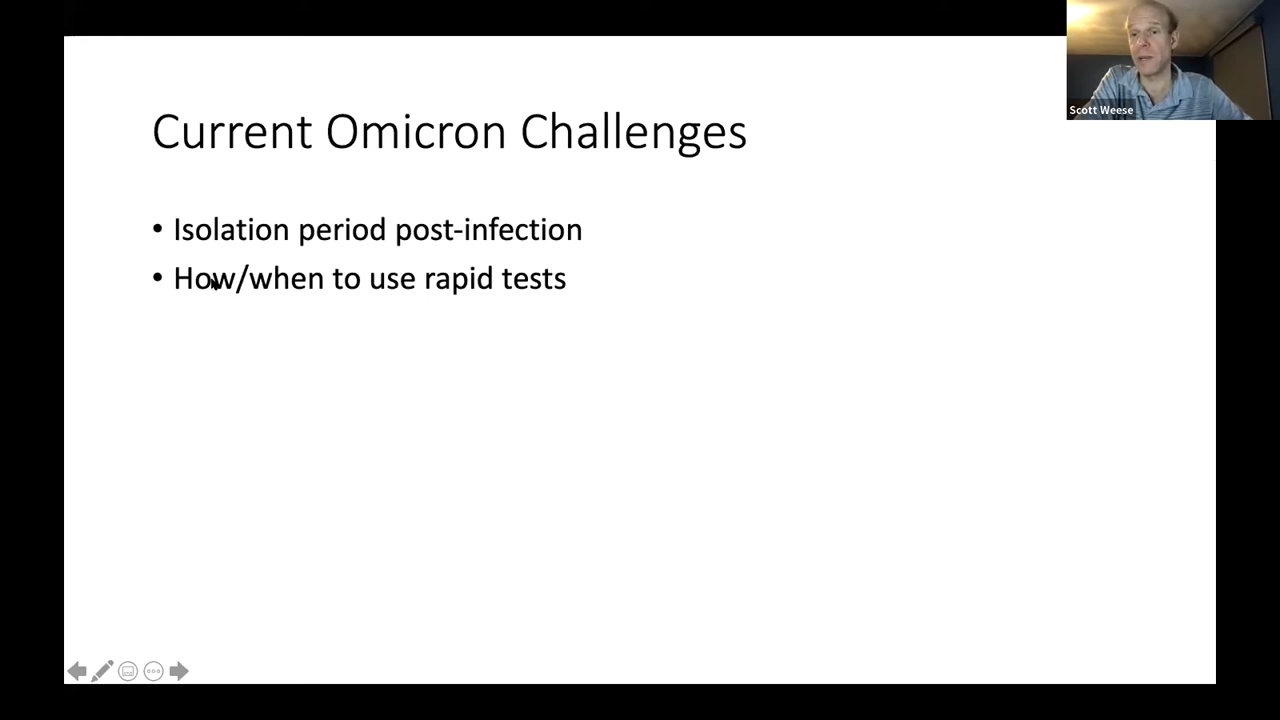 Scott Weese
Current Omicron Challenges
• Isolation period post-infection
• How/when to use rapid tests